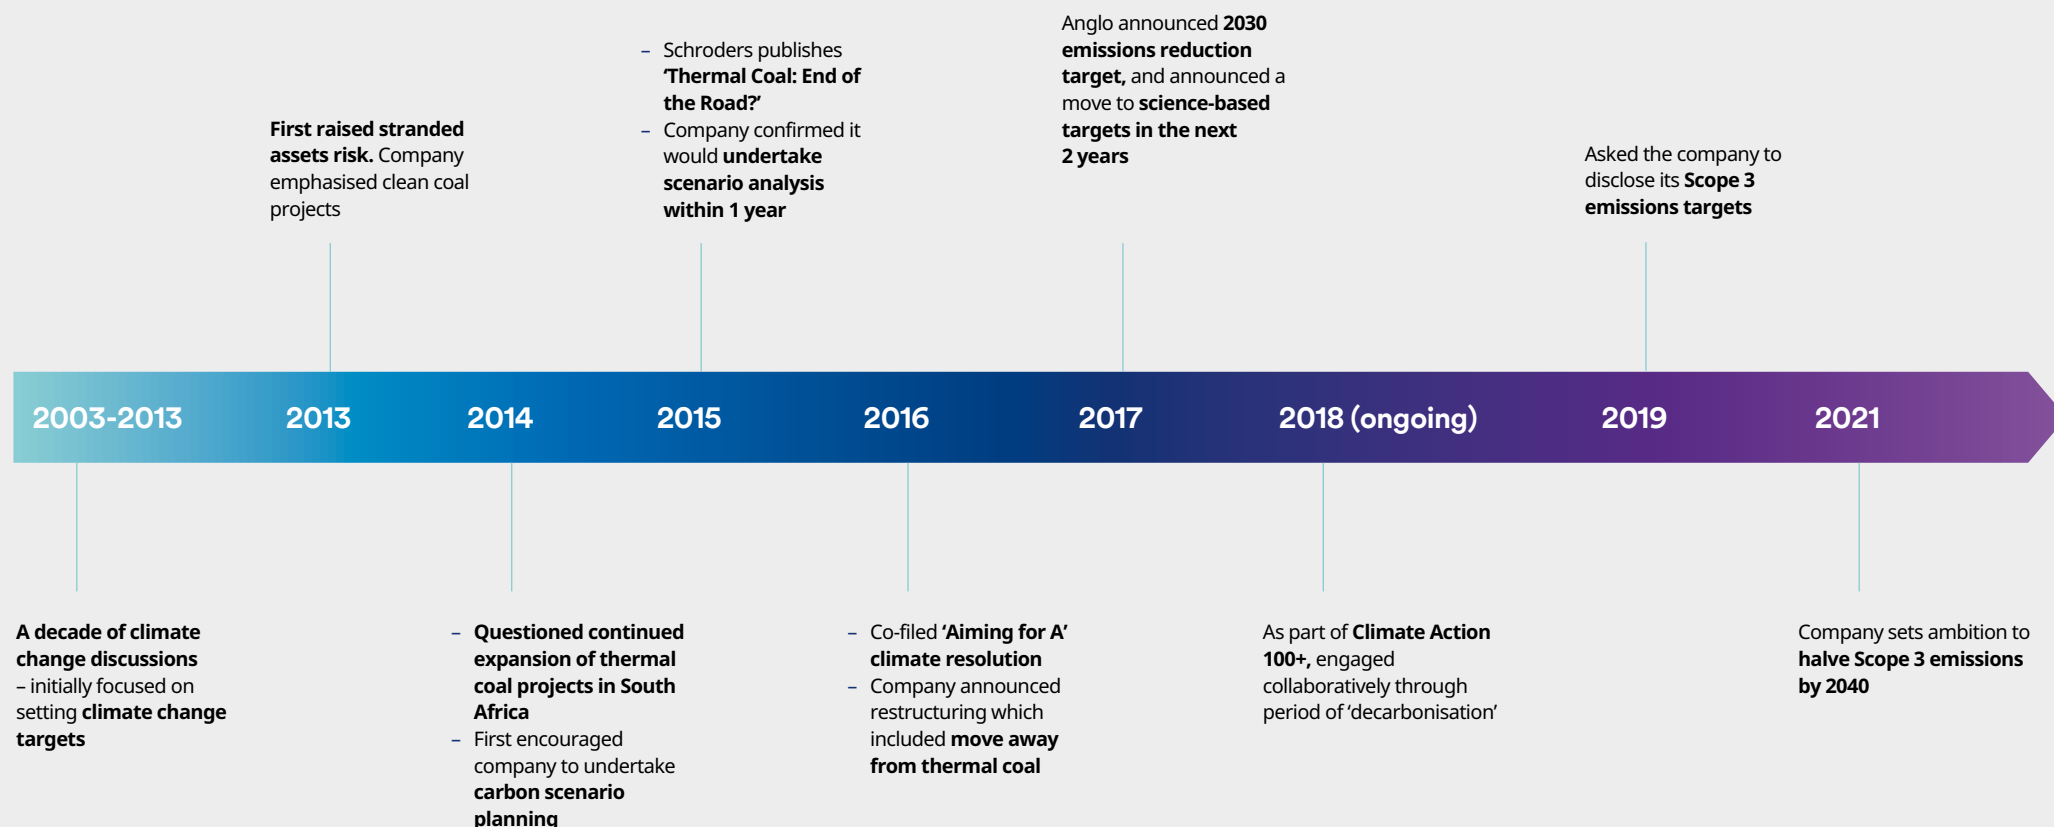 First raised stranded
assets risk. Company
emphasised clean coal
projects
– Schroders publishes
‘Thermal Coal: End of
the Road?’
– Company confirmed it
would undertake
scenario analysis
within 1 year
Anglo announced 2030
emissions reduction
target, and announced a
move to science-based
targets in the next
2 years
Asked the company to
disclose its Scope 3
emissions targets
2003-2013
2013
2014
2015
2016
2017
2018 (ongoing)
2019
2021
A decade of climate
change discussions
– initially focused on
setting climate change
targets
– Questioned continued
expansion of thermal
coal projects in South
Africa
– First encouraged
company to undertake
carbon scenario
planning
– Co-filed ‘Aiming for A’
climate resolution
– Company announced
restructuring which
included move away
from thermal coal
As part of Climate Action
100+, engaged
collaboratively through
period of ‘decarbonisation’
Company sets ambition to
halve Scope 3 emissions
by 2040